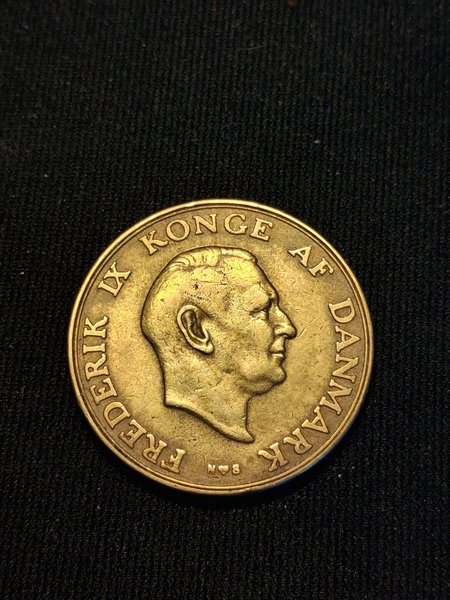 FREDERIK IX KONGE AF DANMARK
N♥S